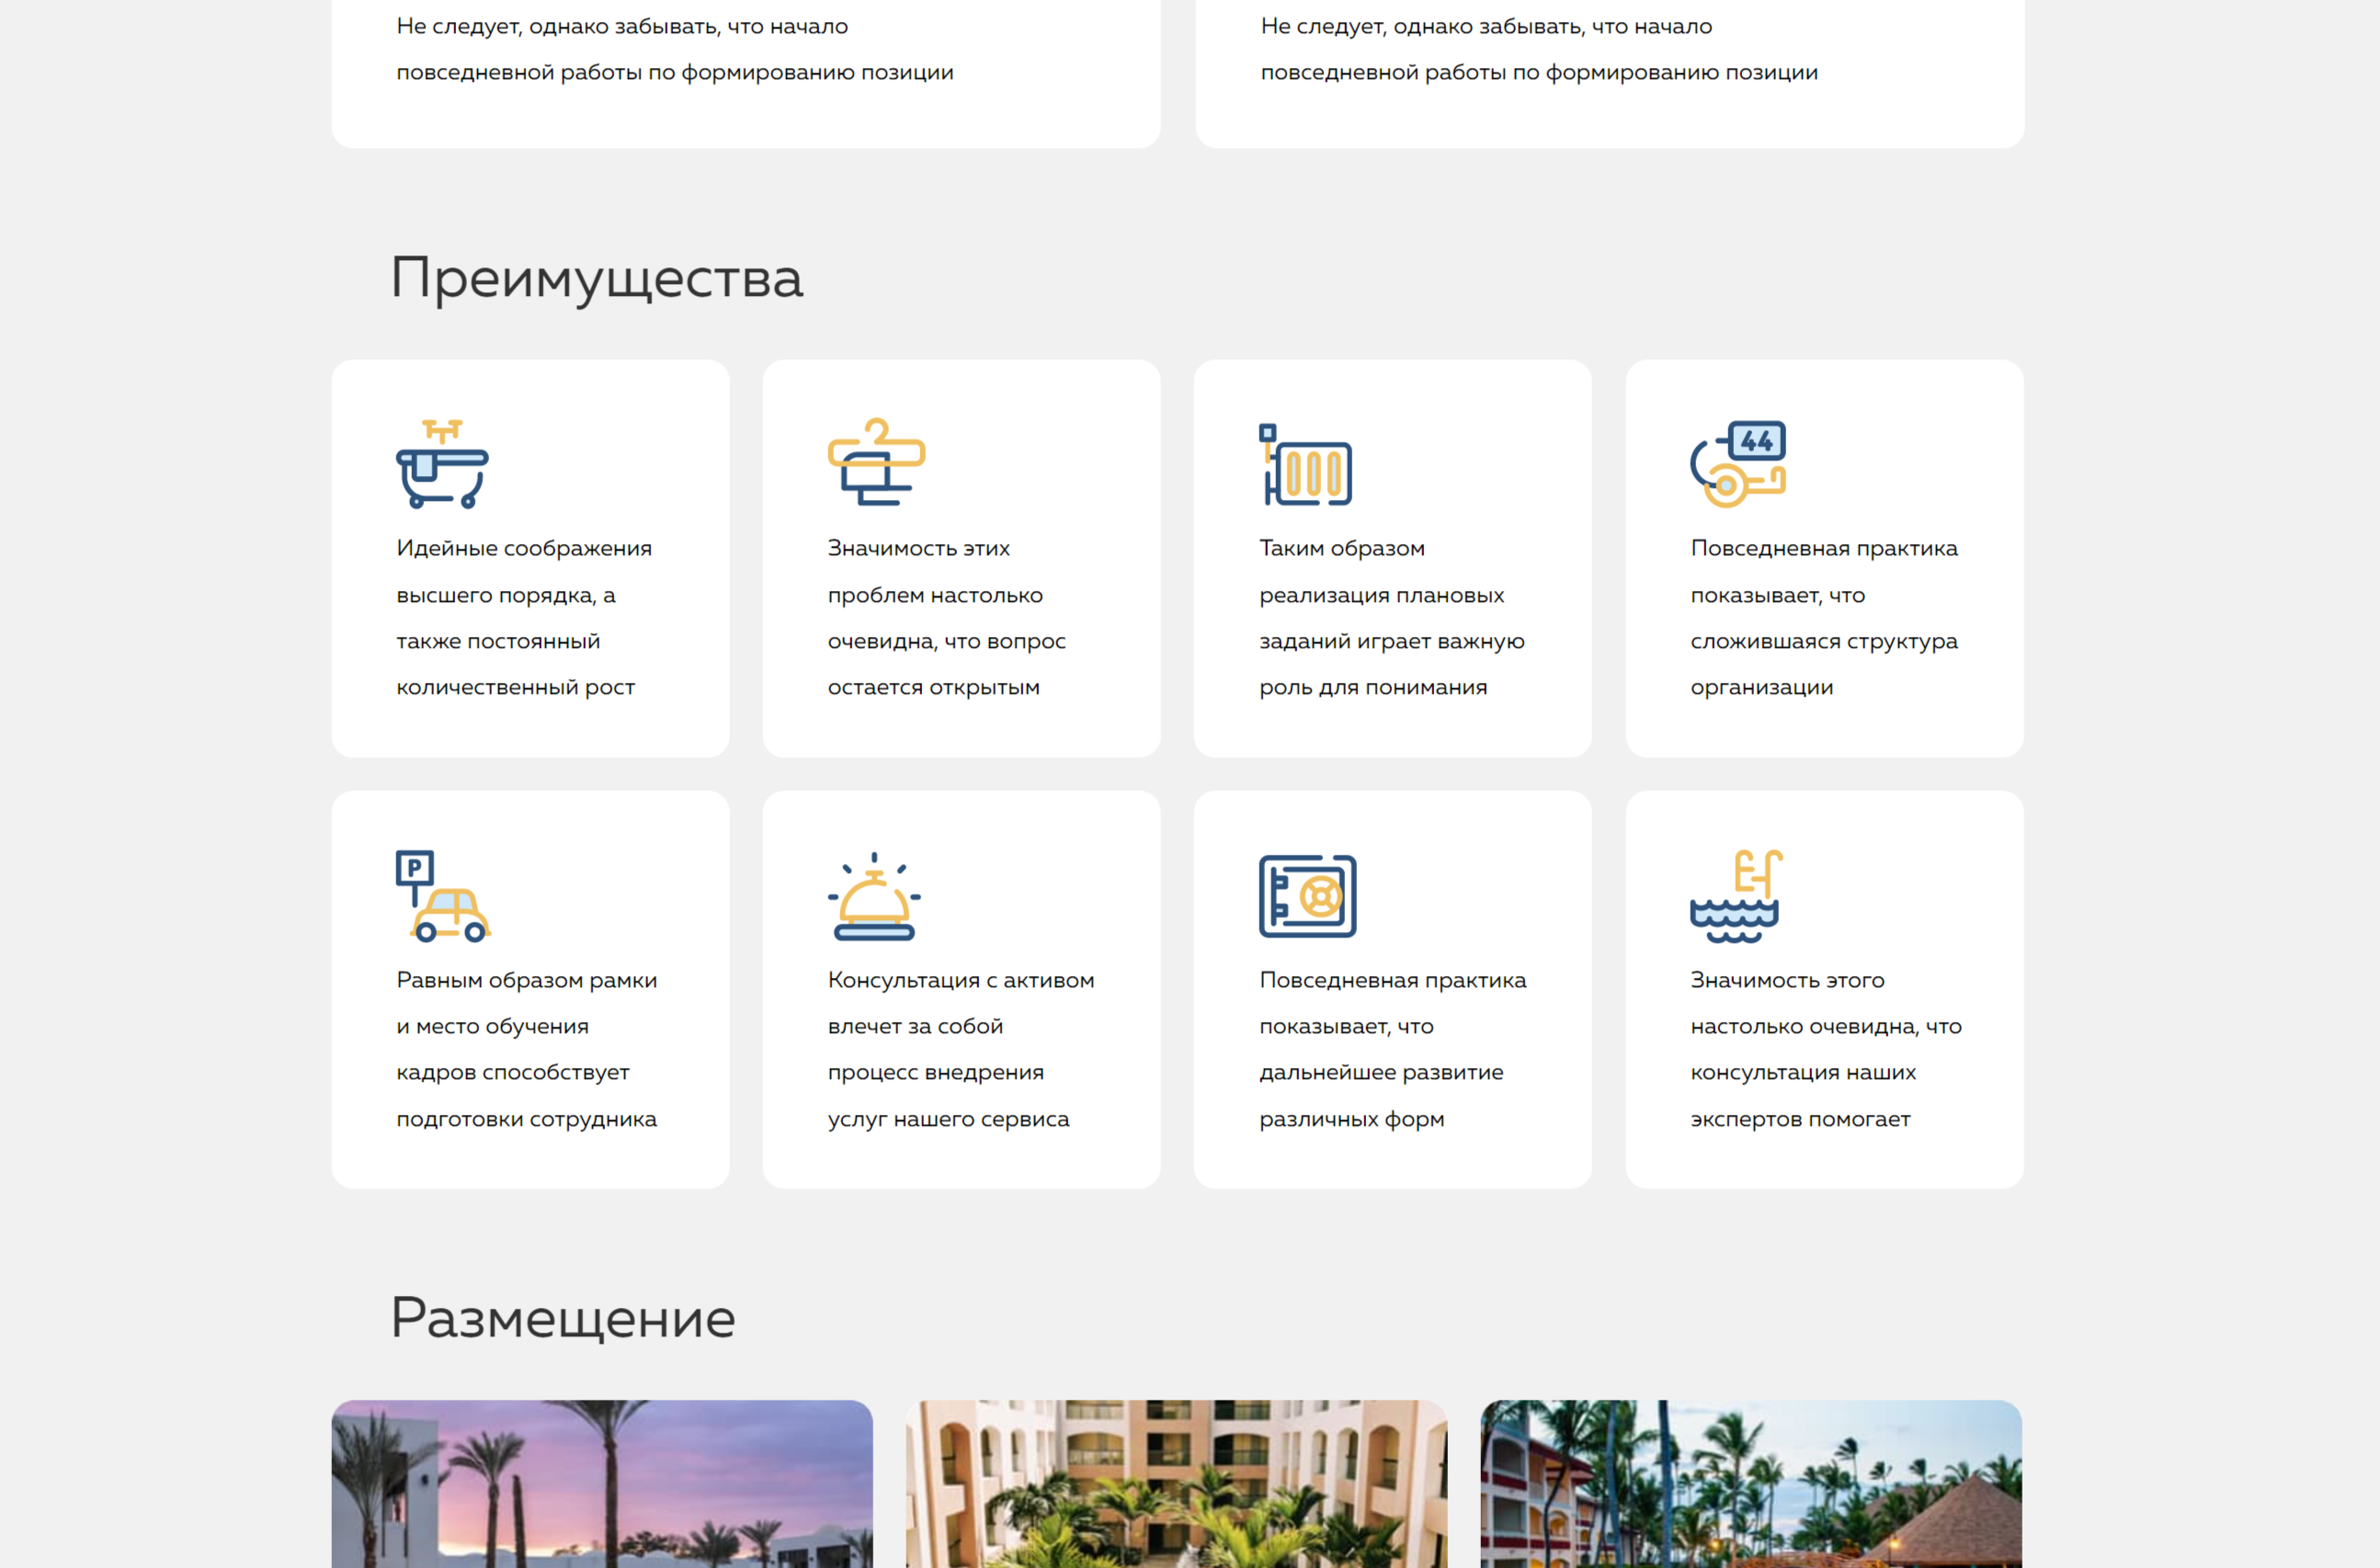 Не следует, однако забывать, что начало
повседневной работы по формированию позиции
Не следует, однако забывать, что начало
повседневной работы по формированию позиции
Преимущества
Идейные соображения
высшего порядка, а
также постоянный
количественный рост
Значимость этих
проблем настолько
очевидна, что вопрос
остается открытым
Таким образом
реализация плановых
заданий играет важную
роль для понимания
44
Повседневная практика
показывает, что
сложившаяся структура
организации
P
Равным образом рамки
и место обучения
кадров способствует
подготовки сотрудника
Консультация с активом
влечет за собой
процесс внедрения
услуг нашего сервиса
Повседневная практика
показывает, что
дальнейшее развитие
различных форм
Значимость этого
настолько очевидна, что
консультация наших
экспертов помогает
Размещение